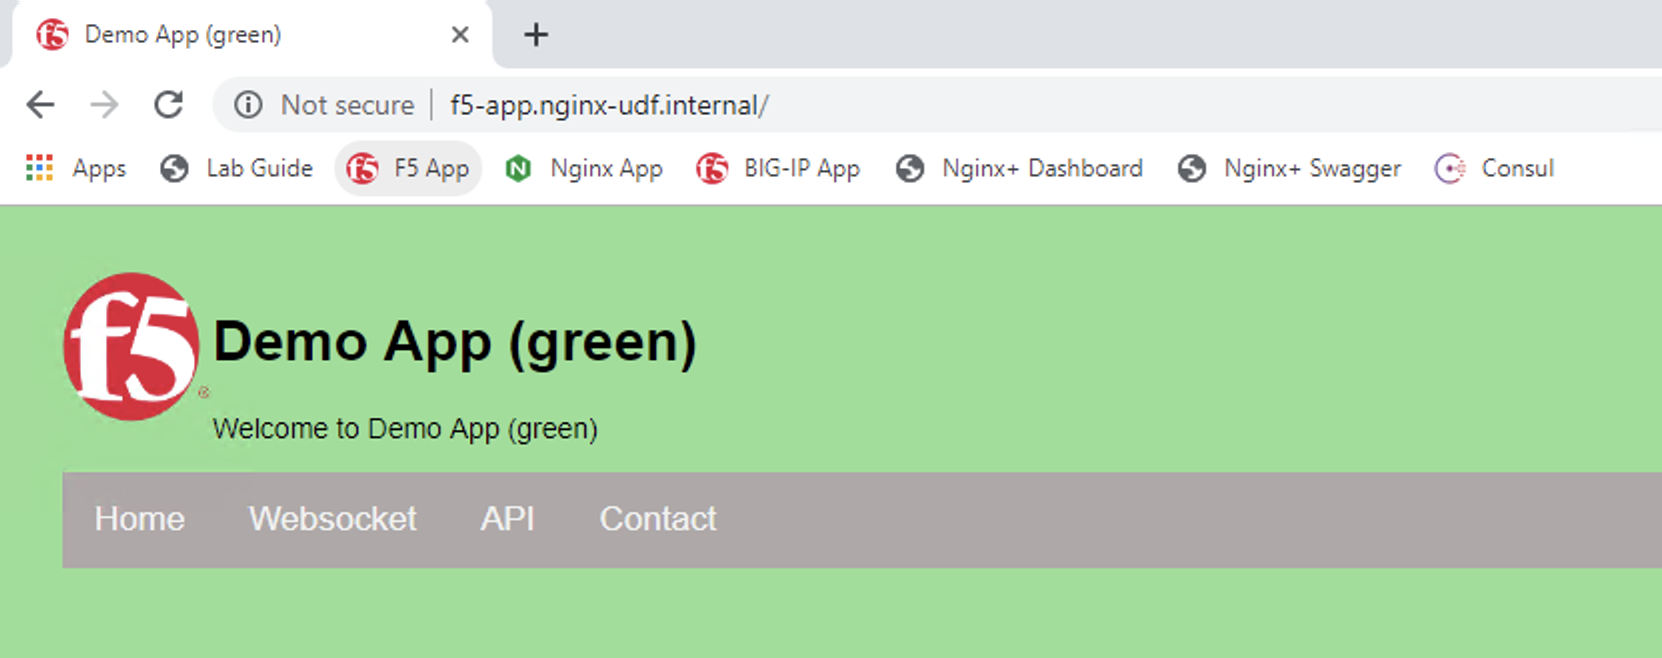 Demo App (green)
Not secure f5-app.nginx-udf.internal/
Apps Lab Guide F5 App Nginx App BIG-IP App Nginx+ Dashboard Nginx+ Swagger Consul
f5
Demo App (green)
Welcome to Demo App (green)
Home Websocket API Contact